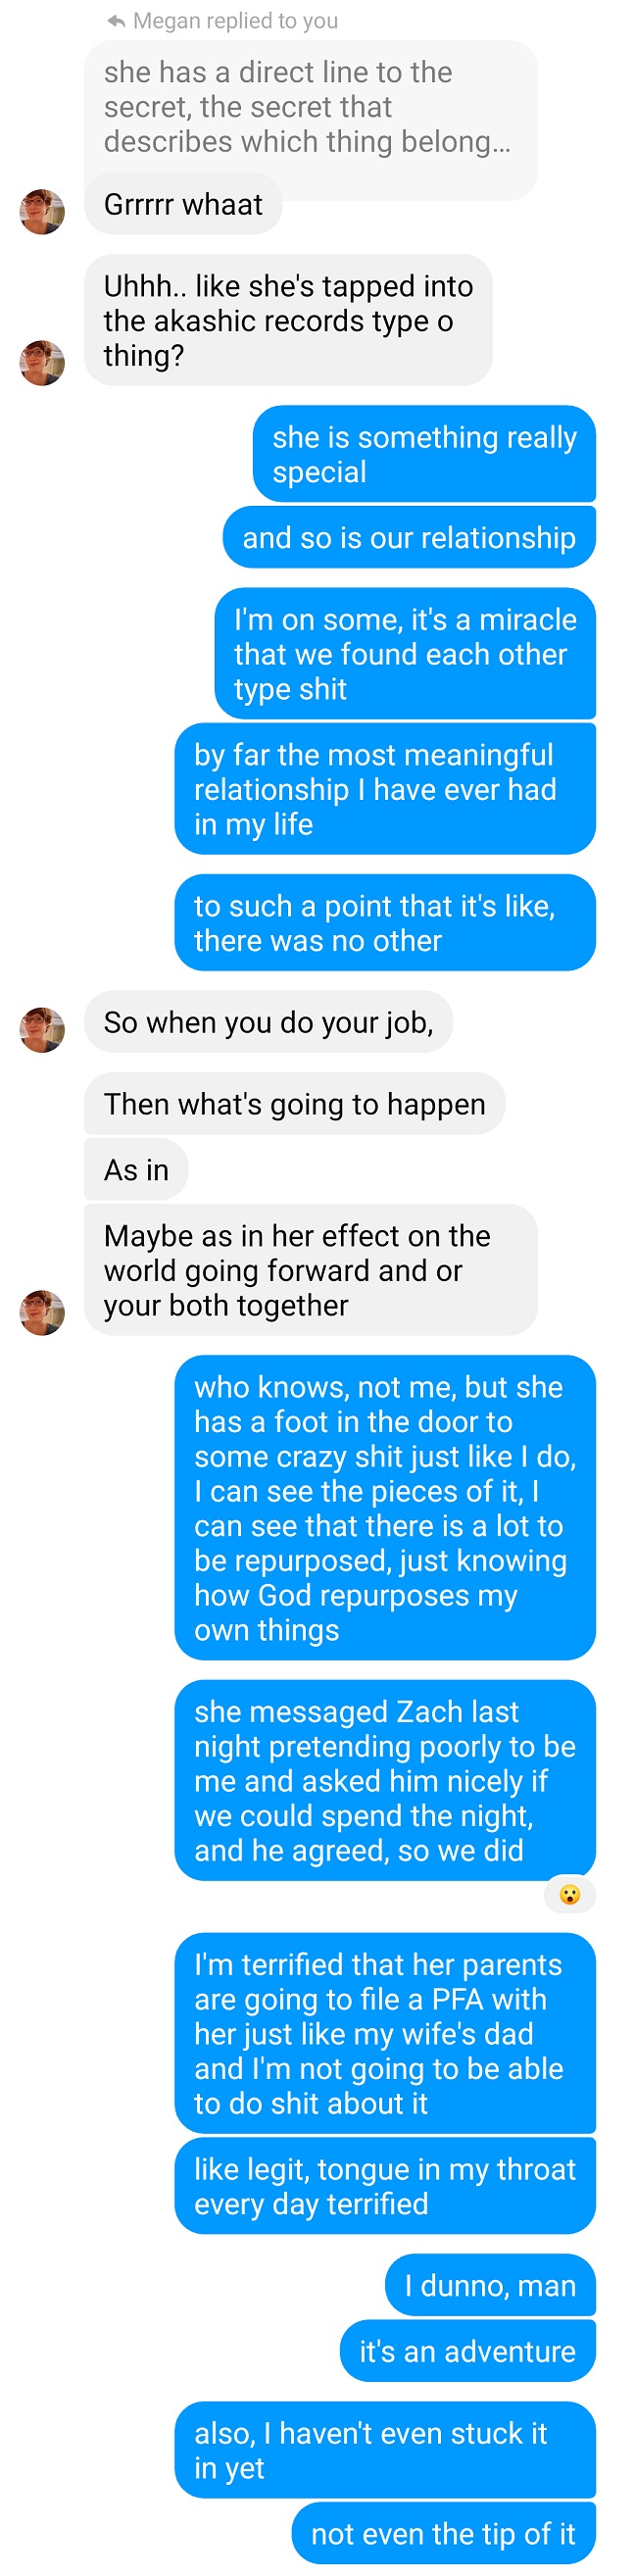 Megan replied to you
she has a direct line to the
secret, the secret that
describes which thing belong...
Grrrrr whaat
Uhhh.. like she's tapped into
the akashic records type o
thing?
she is something really
special
and so is our relationship
I'm on some, it's a miracle
that we found each other
type shit
by far the most meaningful
relationship I have ever had
in my life
to such a point that it's like,
there was no other
So when you do your job,
Then what's going to happen
As in
Maybe as in her effect on the
world going forward and or
your both together
who knows, not me, but she
has a foot in the door to
some crazy shit just like I do,
I can see the pieces of it, I
can see that there is a lot to
be repurposed, just knowing
how God repurposes my
own things
she messaged Zach last
night pretending poorly to be
me and asked him nicely if
we could spend the night,
and he agreed, so we did
I'm terrified that her parents
are going to file a PFA with
her just like my wife's dad
and I'm not going to be able
to do shit about it
like legit, tongue in my throat
every day terrified
I dunno, man
it's an adventure
also, I haven't even stuck it
in yet
not even the tip of it